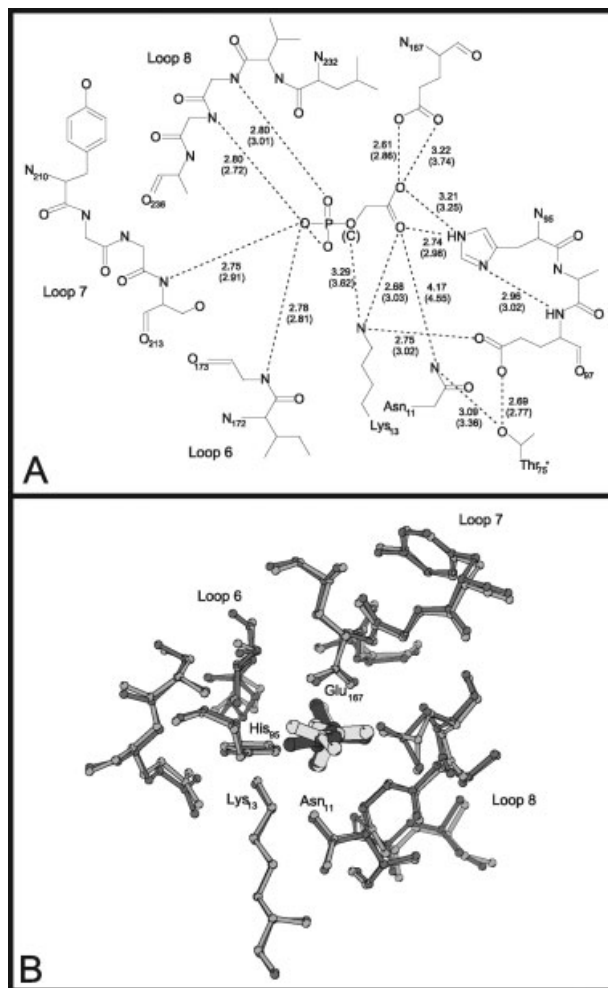 Loop 8
N232
N167
O
O
O
O
O
N
N
O
N
N
O
2.80
(3.01)
2.61
(2.86)
3.22
(3.74)
2.80
(2.72)
N210
O236
O
O
3.21
(3.25)
N95
O
N
O
O
P
O
O
(C)
O
2.74
(2.98)
HN
N
O
N
O
N
Loop 7
O
O213
2.75
(2.91)
2.78
(2.81)
3.29
(3.62)
2.68
(3.03)
4.17
(4.55)
2.96
(3.02)
HN
O
O173
N
O
N
2.75
(3.02)
N
O
O
O97
N172
Loop 6
Asn11
O
Lys13
3.09
(3.36)
2.69
(2.77)
O
Thr75*
A
Loop 7
Loop 6
Glu167
His95
Lys13
Asn11
Loop 8
B